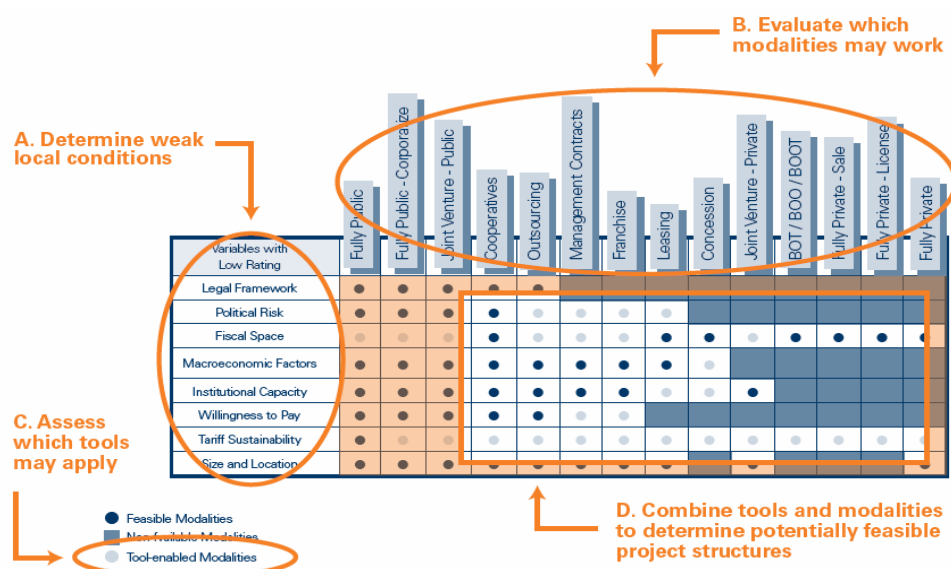 B. Evaluate which
modalities may work
A. Determine weak
local conditions
Fully Public
Fully Public - Corporatize
Joint Venture - Public
Cooperatives
Outsourcing
Management Contracts
Franchise
Leasing
Concession
Joint Venture - Private
BOT / BOO / BOOT
Fully Private - Sale
Fully Private - License
Fully Private
Variables with
Low Rating
Legal Framework
Political Risk
Fiscal Space
Macroeconomic Factors
Institutional Capacity
Willingness to Pay
Tariff Sustainability
Size and Location
C. Assess
which tools
may apply
Feasible Modalities
Modalities
Tool-enabled Modalities
D. Combine tools and modalities
to determine potentially feasible
project structures